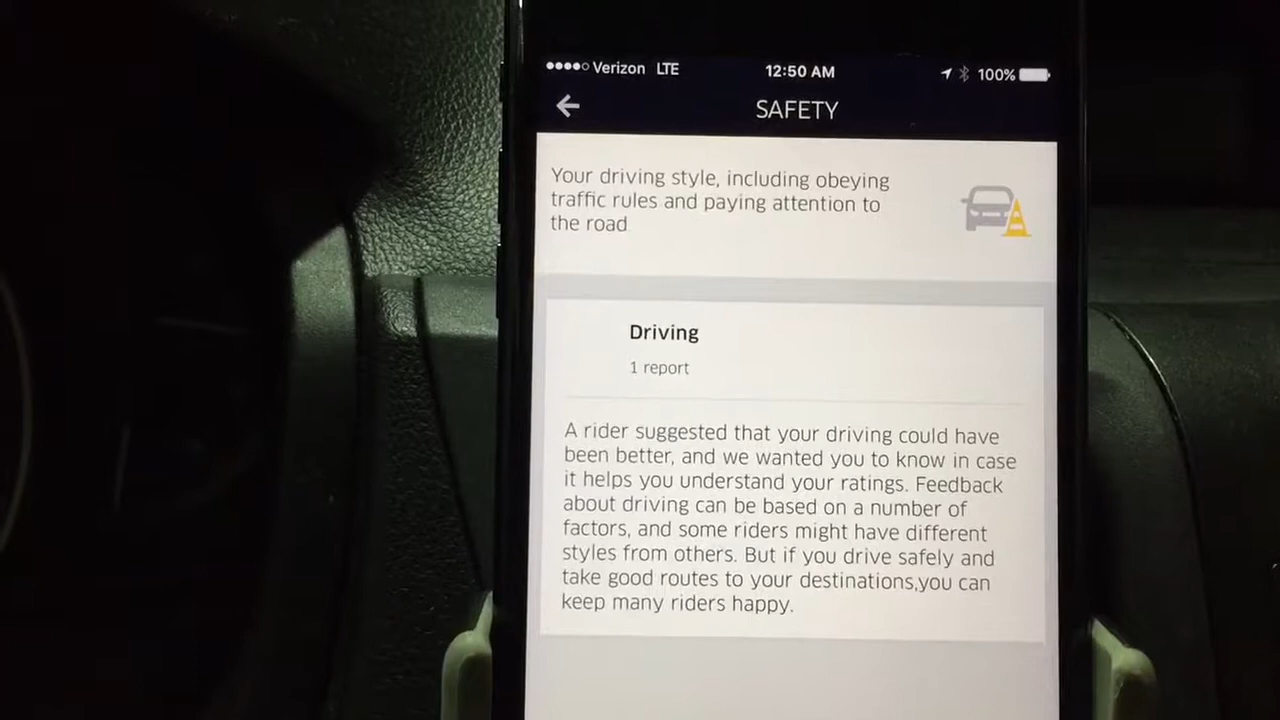 ●●●●○ Verizon LTE 12:50 AM 100%
SAFETY
Your driving style, including obeying
traffic rules and paying attention to
the road
Driving
1 report
A rider suggested that your driving could have
been better, and we wanted you to know in case
it helps you understand your ratings. Feedback
about driving can be based on a number of
factors, and some riders might have different
styles from others. But if you drive safely and
take good routes to your destinations,you can
keep many riders happy.